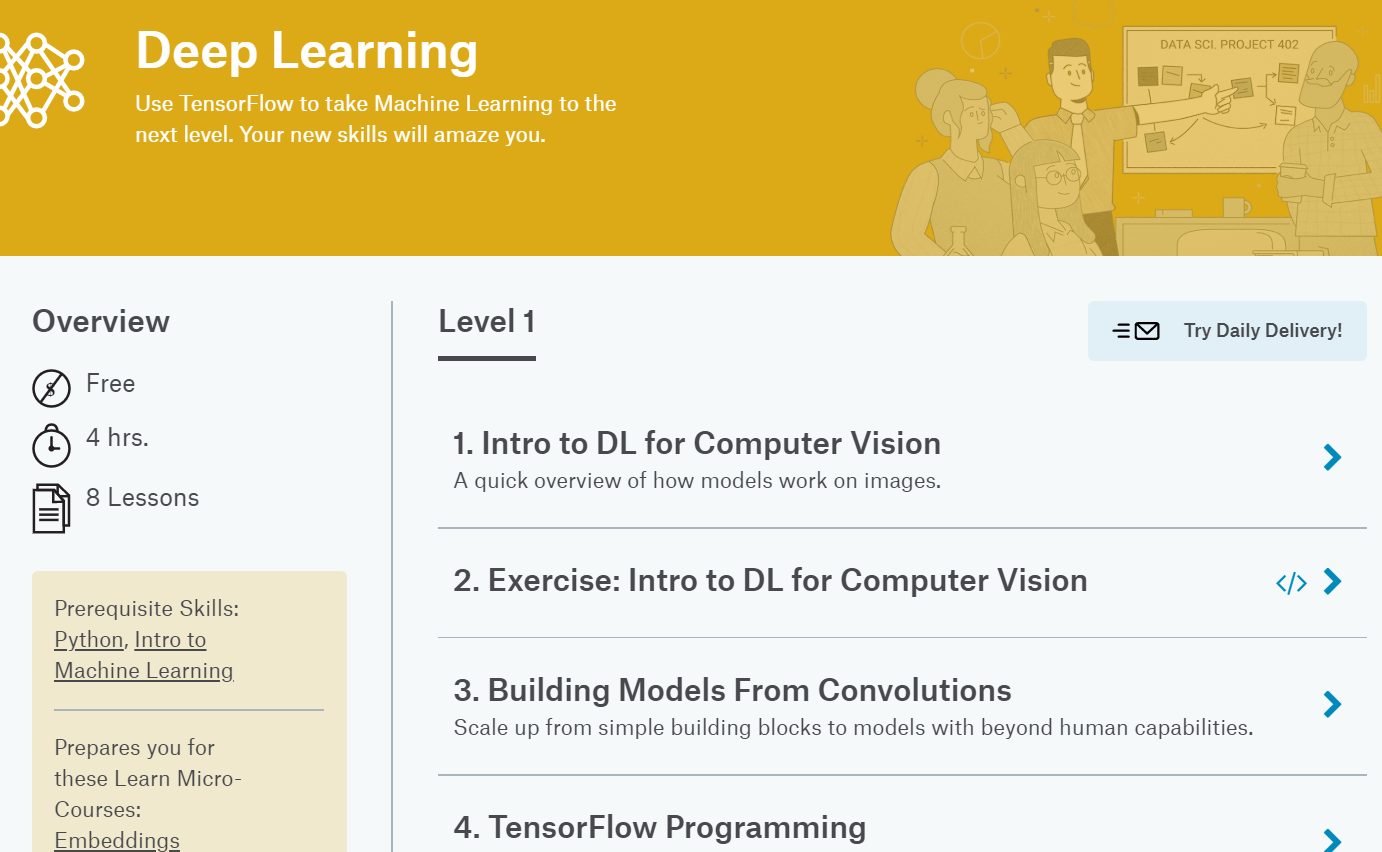 Deep Learning
Use TensorFlow to take Machine Learning to the
next level. Your new skills will amaze you.
DATA SCI. PROJECT 402
Overview
Free
4 hrs.
8 Lessons
Prerequisite Skills:
Python, Intro to
Machine Learning
Prepares you for
these Learn Micro-
Courses:
Embeddings
Level 1
Try Daily Delivery!
1. Intro to DL for Computer Vision
A quick overview of how models work on images.
2. Exercise: Intro to DL for Computer Vision
</>
3. Building Models From Convolutions
Scale up from simple building blocks to models with beyond human capabilities.
4. TensorFlow Programming